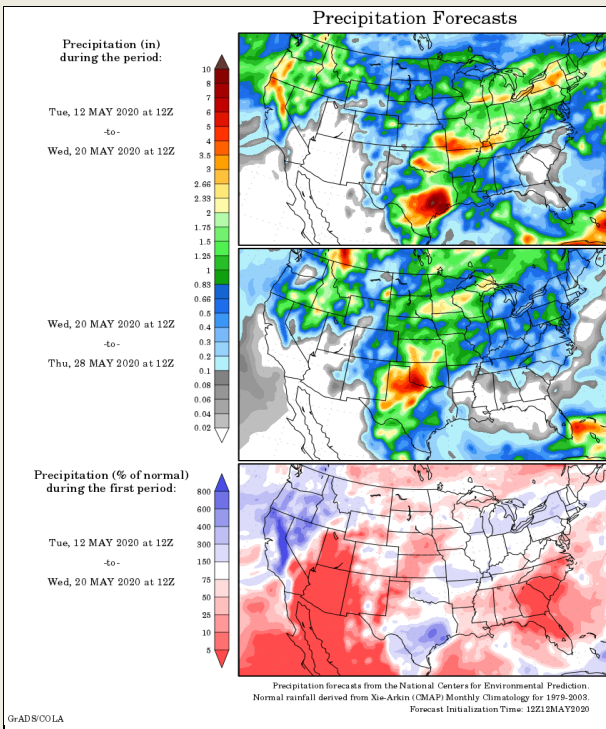 Precipitation Forecasts
Precipitation (in)
during the period:
Tue, 12 MAY 2020 at 12Z
-to-
Wed, 20 MAY 2020 at 12Z
10
8
7
6
5
4
3.5
3
2.66
2.33
2
1.75
1.5
1.25
1
0.83
0.66
0.5
0.4
0.3
0.2
0.1
0.08
0.06
0.04
0.02
Wed, 20 MAY 2020 at 12Z
-to-
Thu, 28 MAY 2020 at 12Z
Precipitation (% of normal)
during the first period:
Tue, 12 MAY 2020 at 12Z
-to-
Wed, 20 MAY 2020 at 12Z
800
600
400
300
150
75
50
25
10
5
Precipitation forecasts from the National Centers for Environmental Prediction.
Normal rainfall derived from Xie-Arkin (CMAP) Monthly Climatology for 1979-2003.
Forecast Initialization Time: 12Z12MAY2020
GrADS/COLA